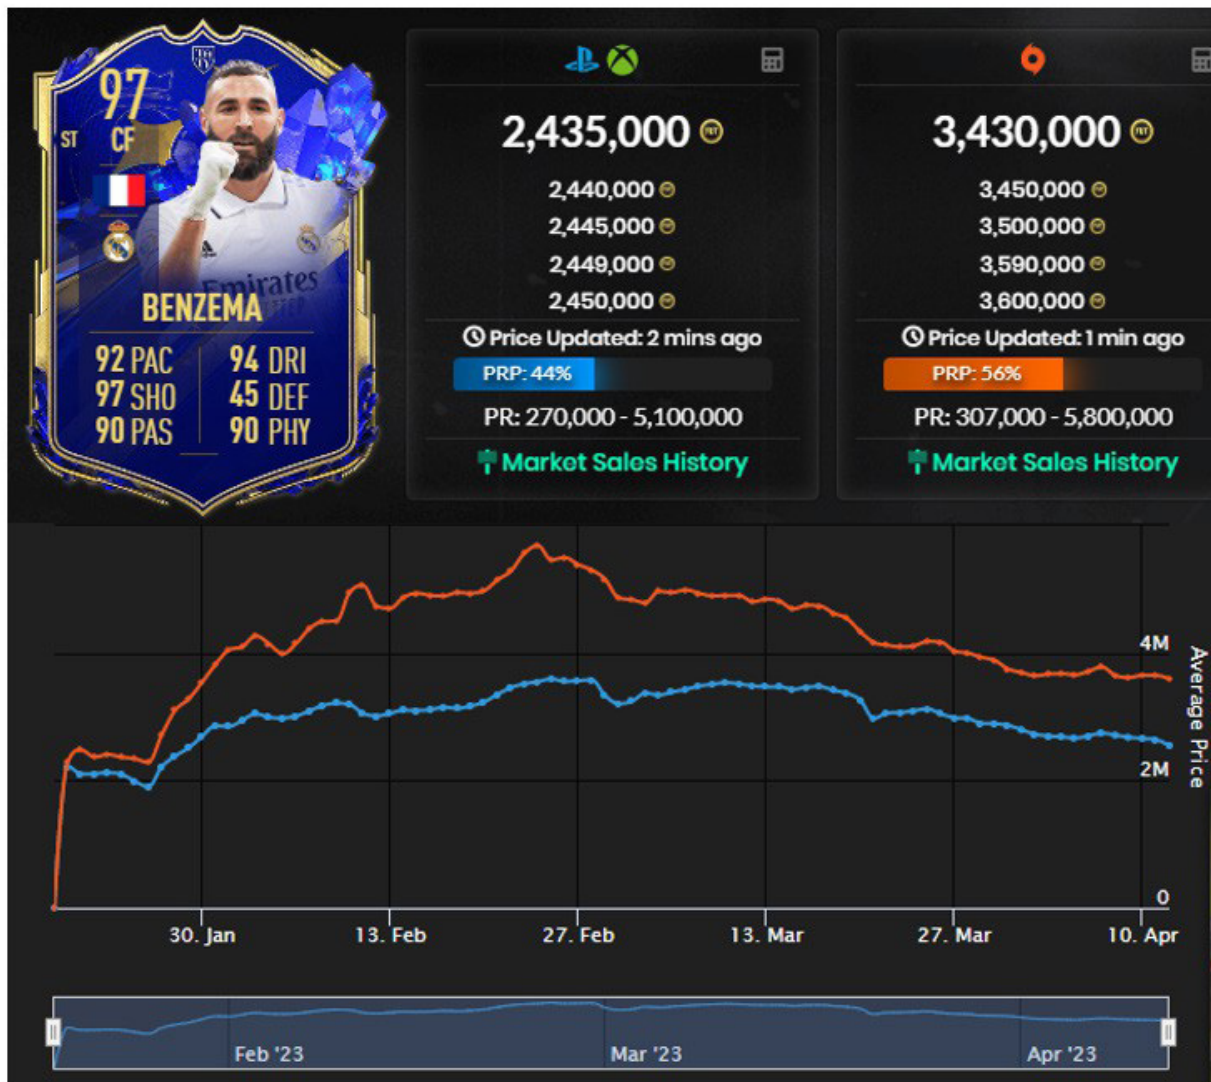 97
ST
CF
Emirates
BENZEMA
92 PAC
94 DRI
97 SHO
45 DEF
90 PAS
90 PHY
2,435,000
2,440,000
2,445,000
2,449,000
2,450,000
Price Updated: 2 mins ago
PRP: 44%
PR: 270,000 - 5,100,000
Market Sales History
3,430,000
3,450,000
3,500,000
3,590,000
3,600,000
Price Updated: 1 min ago
PRP: 56%
PR: 307,000 - 5,800,000
Market Sales History
4M
2M
0
Average Price
30. Jan
13. Feb
27. Feb
13. Mar
27. Mar
10. Apr
Feb '23
Mar '23
Apr '23